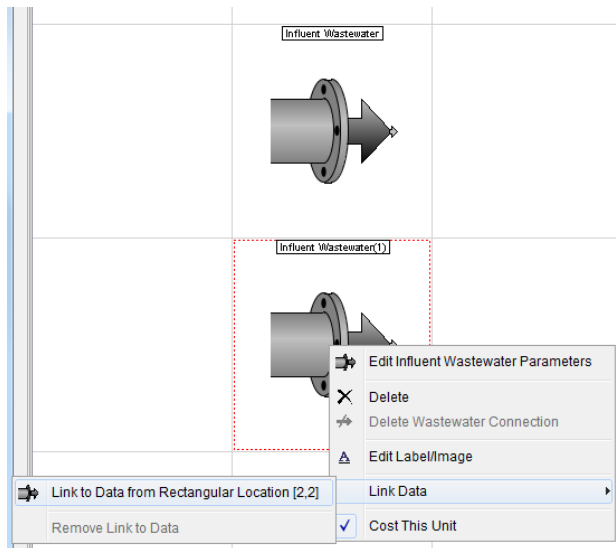 Influent Wastewater
Influent Wastewater(1)
Edit Influent Wastewater Parameters
Delete
Delete Wastewater Connection
A Edit Label/Image
Link to Data from Rectangular Location [2,2]
Link Data
Remove Link to Data
Cost This Unit